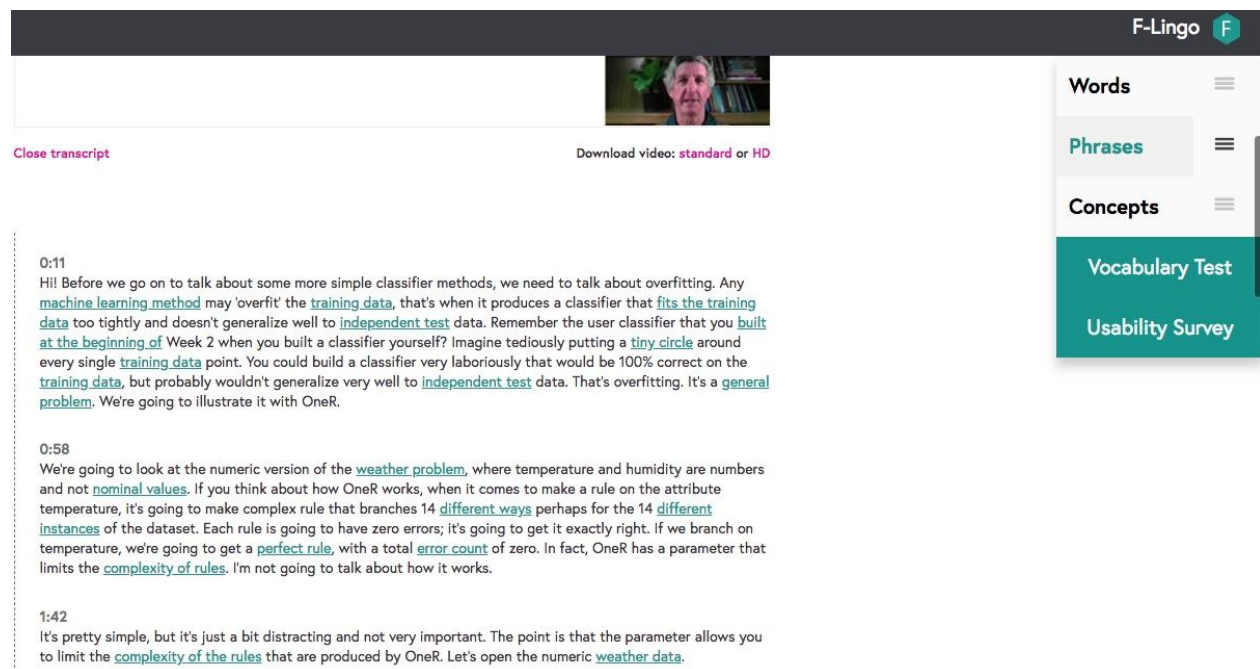 F-Lingo F
Words
Phrases
Concepts
Vocabulary Test
Usability Survey
Close transcript
Download video: standard or HD
0:11
Hi! Before we go on to talk about some more simple classifier methods, we need to talk about overfitting. Any
machine learning method may 'overfit' the training data, that's when it produces a classifier that fits the training
data too tightly and doesn't generalize well to independent test data. Remember the user classifier that you built
at the beginning of Week 2 when you built a classifier yourself? Imagine tediously putting a tiny circle around
every single training data point. You could build a classifier very laboriously that would be 100% correct on the
training data, but probably wouldn't generalize very well to independent test data. That's overfitting. It's a general
problem. We're going to illustrate it with OneR.
0:58
We're going to look at the numeric version of the weather problem, where temperature and humidity are numbers
and not nominal values. If you think about how OneR works, when it comes to make a rule on the attribute
temperature, it's going to make complex rule that branches 14 different ways perhaps for the 14 different
instances of the dataset. Each rule is going to have zero errors; it's going to get it exactly right. If we branch on
temperature, we're going to get a perfect rule, with a total error count of zero. In fact, OneR has a parameter that
limits the complexity of rules. I'm not going to talk about how it works.
1:42
It's pretty simple, but it's just a bit distracting and not very important. The point is that the parameter allows you
to limit the complexity of the rules that are produced by OneR. Let's open the numeric weather data.